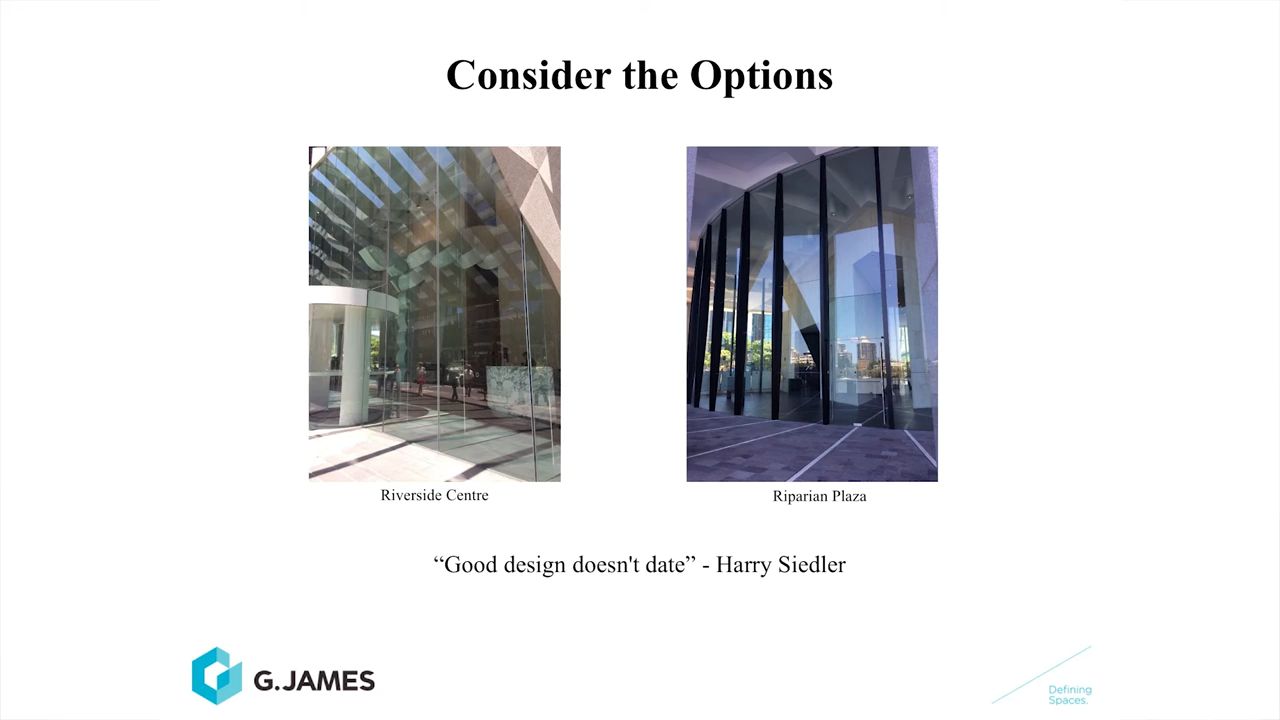 Consider the Options
Riverside Centre
Riparian Plaza
“Good design doesn't date” - Harry Siedler
G.JAMES
Defining
Spaces.